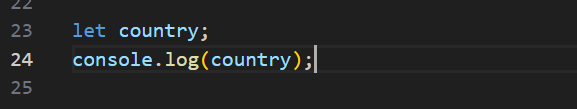 22
23 let country;
24 console.log(country);
25